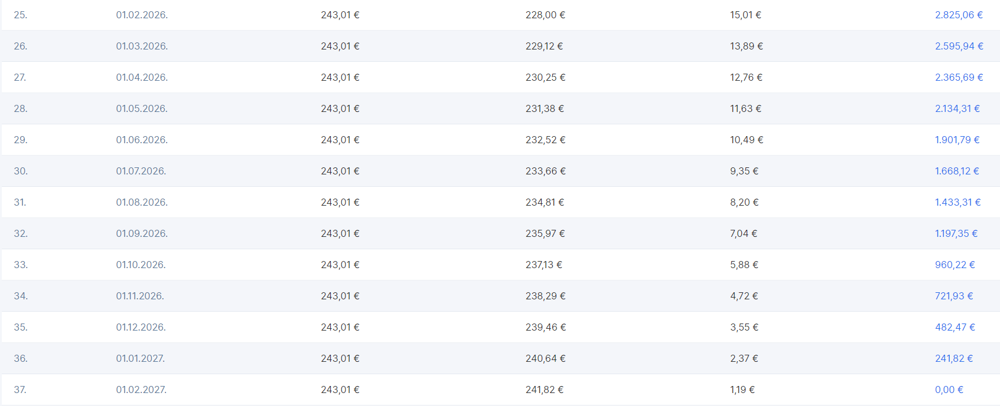 25. 01.02.2026. 243,01 € 228,00 € 15,01 € 2.825,06 €
26. 01.03.2026. 243,01 € 229,12 € 13,89 € 2.595,94 €
27. 01.04.2026. 243,01 € 230,25 € 12,76 € 2.365,69 €
28. 01.05.2026. 243,01 € 231,38 € 11,63 € 2.134,31 €
29. 01.06.2026. 243,01 € 232,52 € 10,49 € 1.901,79 €
30. 01.07.2026. 243,01 € 233,66 € 9,35 € 1.668,12 €
31. 01.08.2026. 243,01 € 234,81 € 8,20 € 1.433,31 €
32. 01.09.2026. 243,01 € 235,97 € 7,04 € 1.197,35 €
33. 01.10.2026. 243,01 € 237,13 € 5,88 € 960,22 €
34. 01.11.2026. 243,01 € 238,29 € 4,72 € 721,93 €
35. 01.12.2026. 243,01 € 239,46 € 3,55 € 482,47 €
36. 01.01.2027. 243,01 € 240,64 € 2,37 € 241,82 €
37. 01.02.2027. 243,01 € 241,82 € 1,19 € 0,00 €